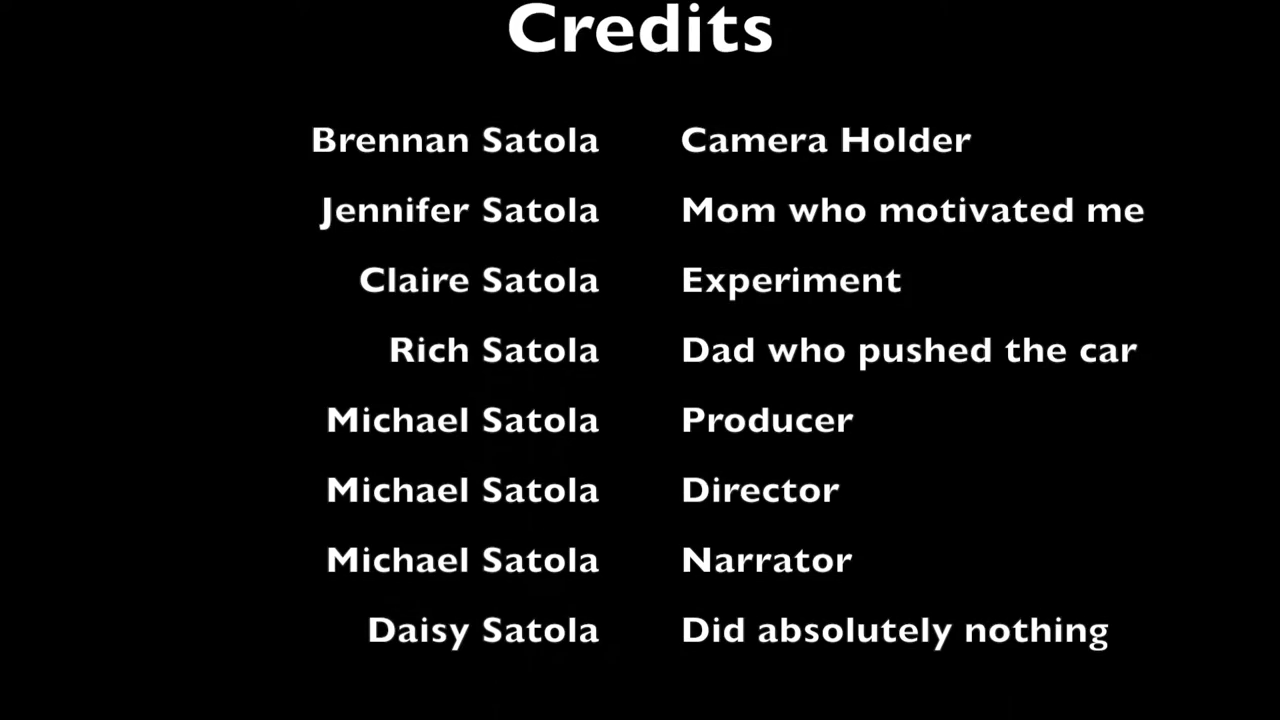 Credits
Brennan Satola Camera Holder
Jennifer Satola Mom who motivated me
Claire Satola Experiment
Rich Satola Dad who pushed the car
Michael Satola Producer
Michael Satola Director
Michael Satola Narrator
Daisy Satola Did absolutely nothing